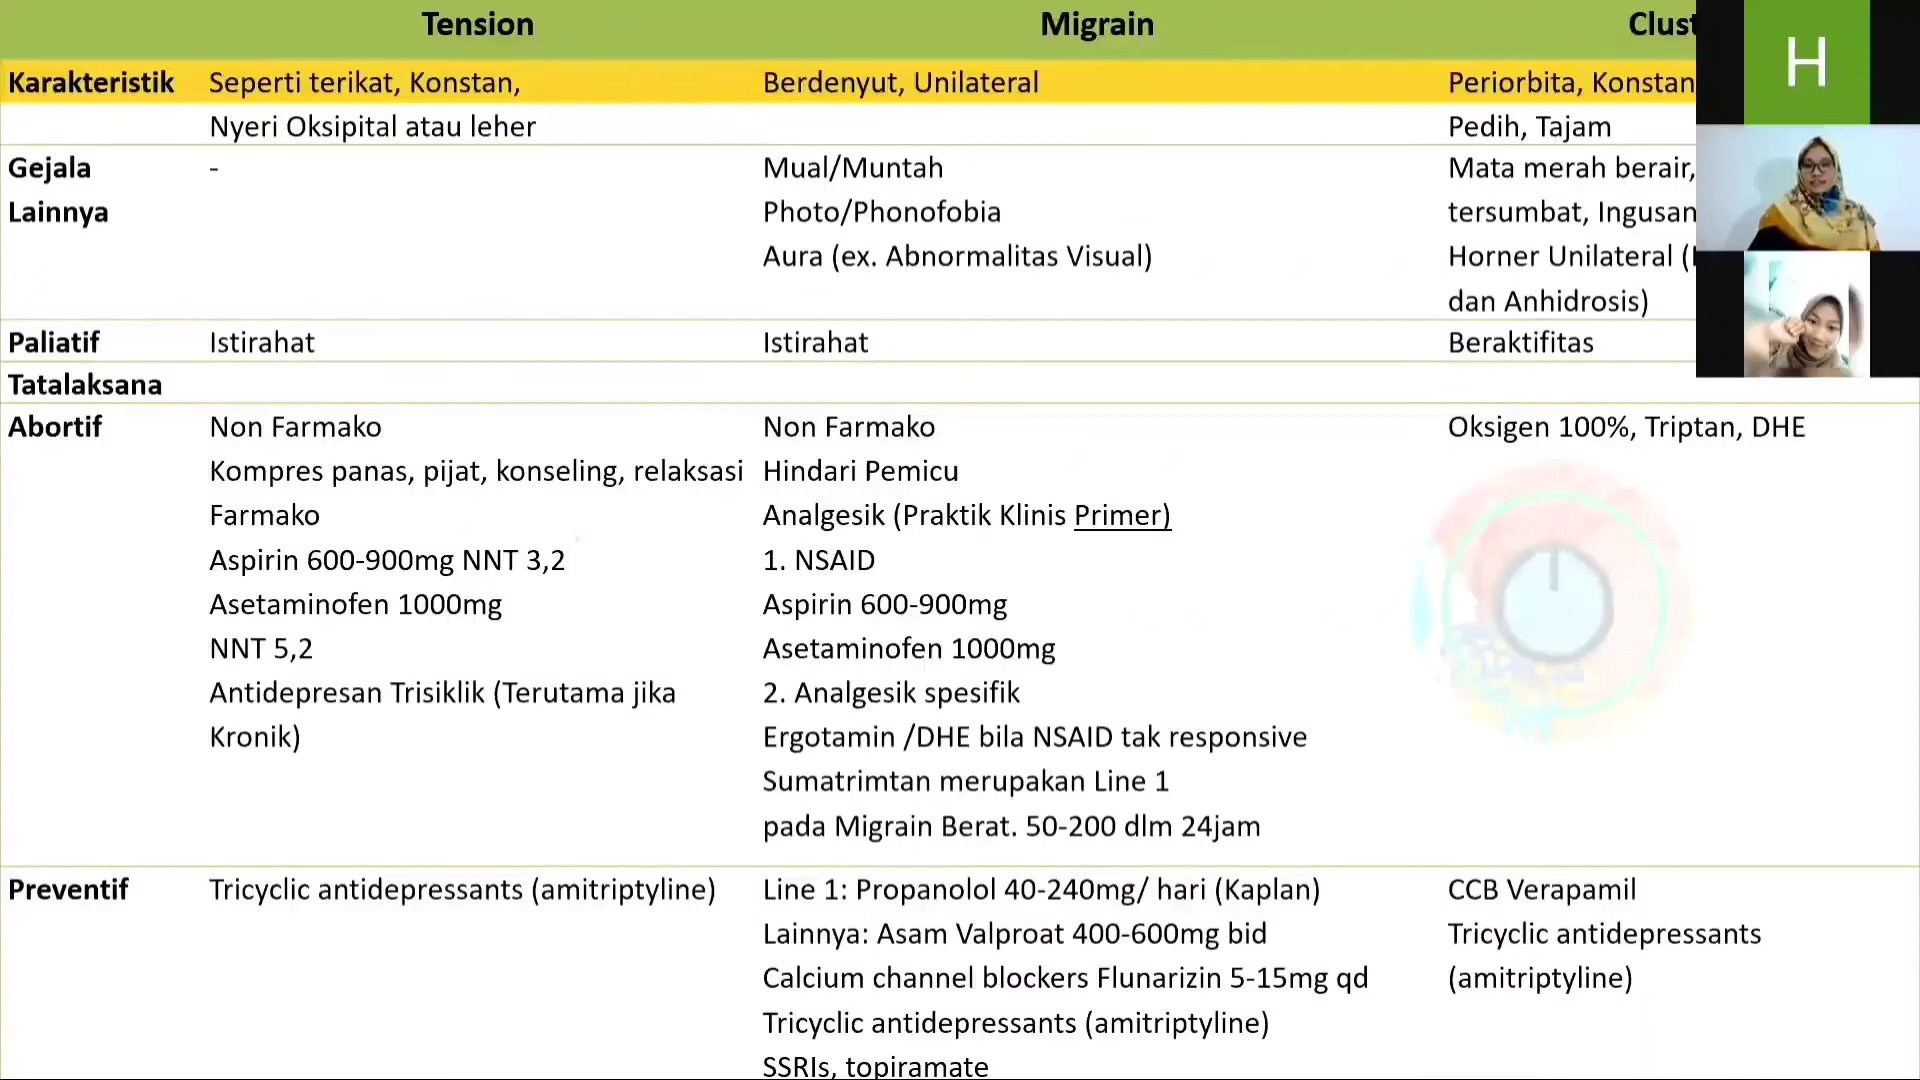 Tension Migrain
H
Karakteristik Seperti terikat, Konstan, Berdenyut, Unilateral Periorbita, Konstan
Nyeri Oksipital atau leher Pedih, Tajam
Gejala - Mual/Muntah Mata merah berair,
Lainnya Photo/Phonofobia tersumbat, Ingusan
Aura (ex. Abnormalitas Visual) Horner Unilateral (
dan Anhidrosis)
Paliatif Istirahat Istirahat Beraktifitas
Tatalaksana
Abortif Non Farmako Non Farmako Oksigen 100%, Triptan, DHE
Kompres panas, pijat, konseling, relaksasi Hindari Pemicu
Farmako Analgesik (Praktik Klinis Primer)
Aspirin 600-900mg NNT 3,2 1. NSAID
Asetaminofen 1000mg Aspirin 600-900mg
NNT 5,2 Asetaminofen 1000mg
Antidepresan Trisiklik (Terutama jika 2. Analgesik spesifik
Kronik) Ergotamin /DHE bila NSAID tak responsive
Sumatrimtan merupakan Line 1
pada Migrain Berat. 50-200 dlm 24jam
Preventif Tricyclic antidepressants (amitriptyline) Line 1: Propanolol 40-240mg/ hari (Kaplan) CCB Verapamil
Lainnya: Asam Valproat 400-600mg bid Tricyclic antidepressants
Calcium channel blockers Flunarizin 5-15mg qd (amitriptyline)
Tricyclic antidepressants (amitriptyline)
SSRIs, topiramate